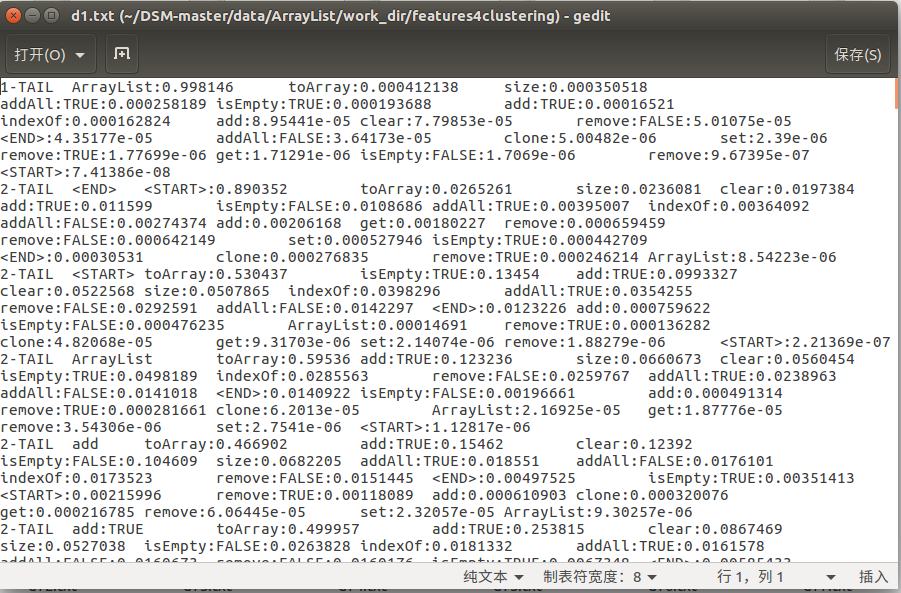 d1.txt (~/DSM-master/data/ArrayList/work_dir/features4clustering) - gedit
打开(O)
保存(S)
1-TAIL ArrayList:0.998146 toArray:0.000412138 size:0.000350518
addAll:TRUE:0.000258189 isEmpty:TRUE:0.000193688 add:TRUE:0.00016521
indexOf:0.000162824 add:8.95441e-05 clear:7.79853e-05 remove:FALSE:5.01075e-05
<END>:4.35177e-05 addAll:FALSE:3.64173e-05 clone:5.00482e-06 set:2.39e-06
remove:TRUE:1.77699e-06 get:1.71291e-06 isEmpty:FALSE:1.7069e-06 remove:9.67395e-07
<START>:7.41386e-08
2-TAIL <END> <START>:0.890352 toArray:0.0265261 size:0.0236081 clear:0.0197384
add:TRUE:0.011599 isEmpty:FALSE:0.0108686 addAll:TRUE:0.00395007 indexOf:0.00364092
addAll:FALSE:0.00274374 add:0.00206168 get:0.00180227 remove:0.000659459
remove:FALSE:0.000642149 set:0.000527946 isEmpty:TRUE:0.000442709
<END>:0.00030531 clone:0.000276835 remove:TRUE:0.000246214 ArrayList:8.54223e-06
2-TAIL <START> toArray:0.530437 isEmpty:TRUE:0.13454 add:TRUE:0.0993327
clear:0.0522568 size:0.0507865 indexOf:0.0398296 addAll:TRUE:0.0354255
remove:FALSE:0.0292591 addAll:FALSE:0.0142297 <END>:0.0123226 add:0.000759622
isEmpty:FALSE:0.000476235 ArrayList:0.00014691 remove:TRUE:0.000136282
clone:4.82068e-05 get:9.31703e-06 set:2.14074e-06 remove:1.88279e-06 <START>:2.21369e-07
2-TAIL ArrayList toArray:0.59536 add:TRUE:0.123236 size:0.0660673 clear:0.0560454
isEmpty:TRUE:0.0498189 indexOf:0.0285563 remove:FALSE:0.0259767 addAll:TRUE:0.0238963
addAll:FALSE:0.0141018 <END>:0.0140922 isEmpty:FALSE:0.00196661 add:0.000491314
remove:TRUE:0.000281661 clone:6.2013e-05 ArrayList:2.16925e-05 get:1.87776e-05
remove:3.54306e-06 set:2.7541e-06 <START>:1.12817e-06
2-TAIL add toArray:0.466902 add:TRUE:0.15462 clear:0.12392
isEmpty:FALSE:0.104609 size:0.0682205 addAll:TRUE:0.018551 addAll:FALSE:0.0176101
indexOf:0.0173523 remove:FALSE:0.0151445 <END>:0.00497525 isEmpty:TRUE:0.00351413
<START>:0.00215996 remove:TRUE:0.00118089 add:0.000610903 clone:0.000320076
get:0.000216785 remove:6.06445e-05 set:2.32057e-05 ArrayList:9.30257e-06
2-TAIL add:TRUE toArray:0.499957 add:TRUE:0.253815 clear:0.0867469
size:0.0527038 isEmpty:FALSE:0.0263828 indexOf:0.0181332 addAll:TRUE:0.0161578
纯文本 制表符宽度: 8 行 1, 列 1 插入